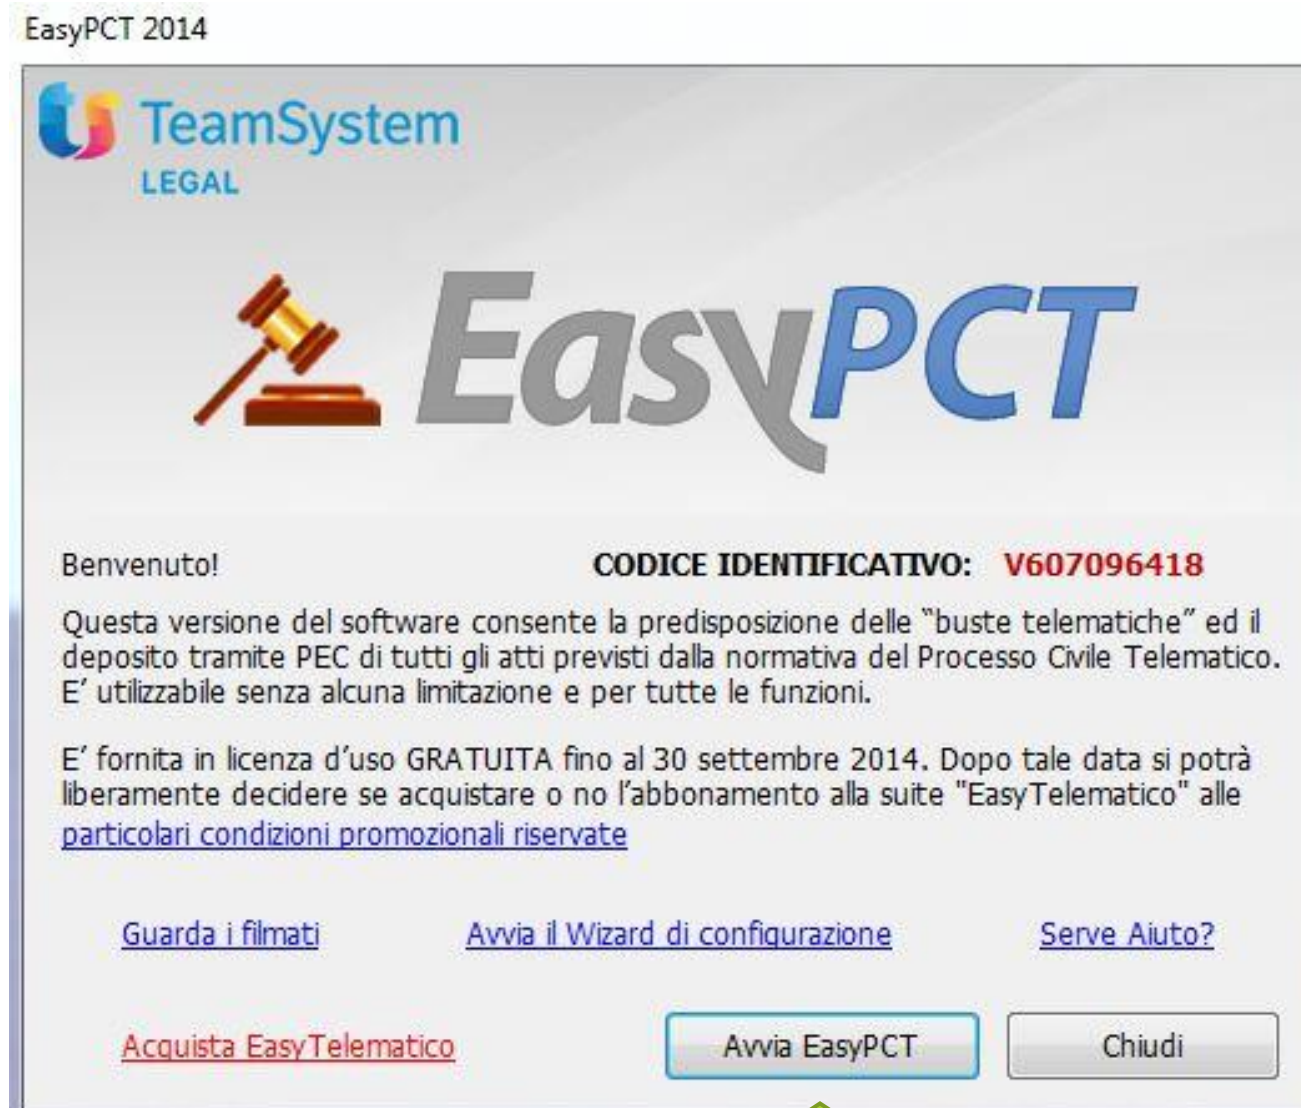 EasyPCT 2014
TeamSystem
LEGAL
EasyPCT
Benvenuto! CODICE IDENTIFICATIVO: V607096418
Questa versione del software consente la predisposizione delle “buste telematiche” ed il
deposito tramite PEC di tutti gli atti previsti dalla normativa del Processo Civile Telematico.
E’ utilizzabile senza alcuna limitazione e per tutte le funzioni.
E’ fornita in licenza d’uso GRATUITA fino al 30 settembre 2014. Dopo tale data si potrà
liberamente decidere se acquistare o no l’abbonamento alla suite "EasyTelematico" alle
particolari condizioni promozionali riservate
Guarda i filmati Avvia il Wizard di configurazione Serve Aiuto?
Acquista EasyTelematico Avvia EasyPCT Chiudi